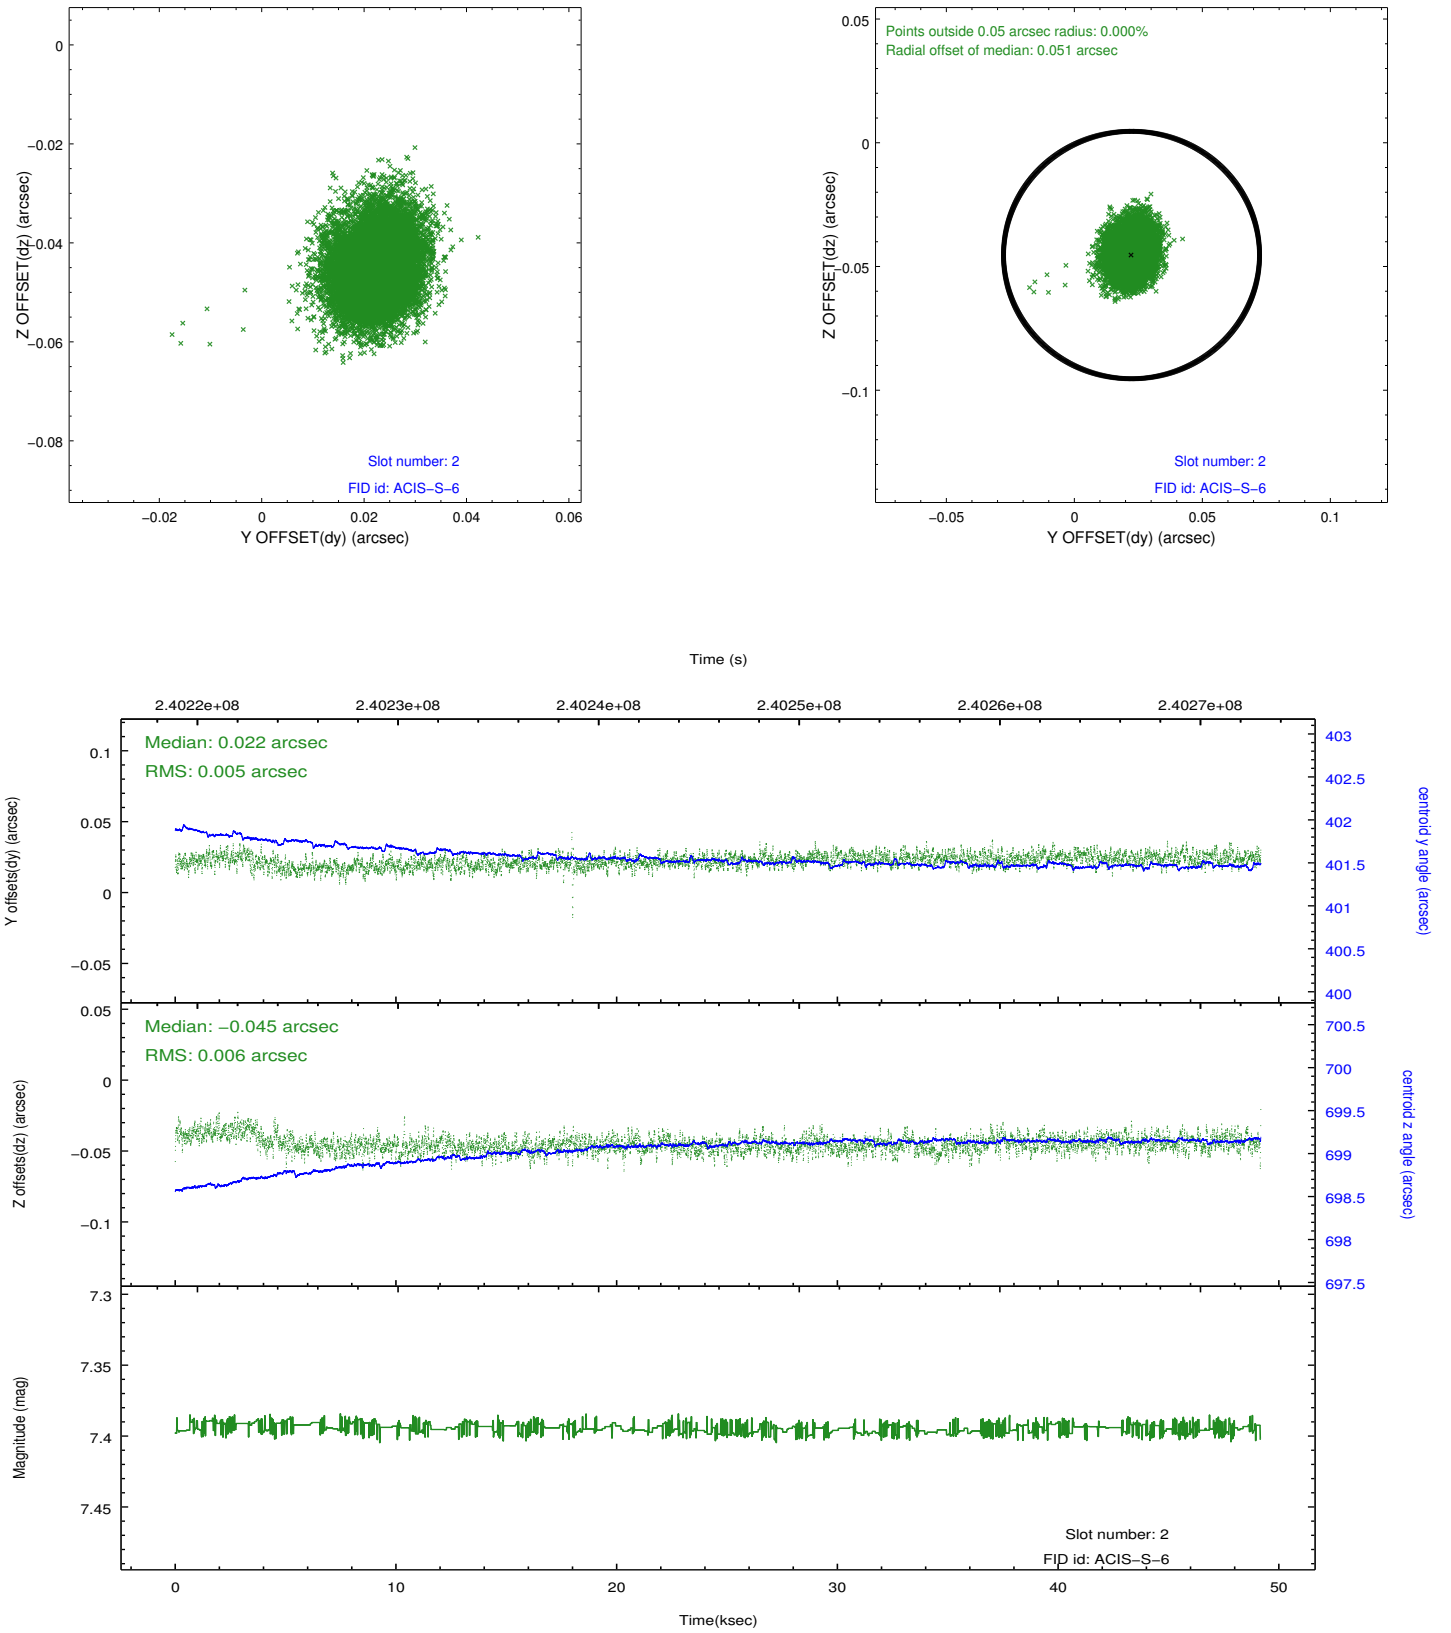 0
−0.02
−0.04
−0.06
−0.08
Z OFFSET(dz) (arcsec)
−0.02 0 0.02 0.04 0.06
Y OFFSET(dy) (arcsec)
Slot number: 2
FID id: ACIS−S−6
Points outside 0.05 arcsec radius: 0.000%
Radial offset of median: 0.051 arcsec
0.05
0
−0.05
−0.1
Z OFFSET(dz) (arcsec)
−0.05 0 0.05 0.1
Y OFFSET(dy) (arcsec)
Slot number: 2
FID id: ACIS−S−6
Time (s)
2.4022e+08 2.4023e+08 2.4024e+08 2.4025e+08 2.4026e+08 2.4027e+08
Median: 0.022 arcsec
RMS: 0.005 arcsec
0.1
0.05
0
−0.05
Y offsets(dy) (arcsec)
403
402.5
402
401.5
401
400.5
400
centroid y angle (arcsec)
Median: −0.045 arcsec
RMS: 0.006 arcsec
0.05
0
−0.05
−0.1
Z offsets(dz) (arcsec)
700.5
700
699.5
699
698.5
698
697.5
centroid z angle (arcsec)
7.3
7.35
7.4
7.45
Magnitude (mag)
Slot number: 2
FID id: ACIS−S−6
0 10 20 30 40 50
Time(ksec)